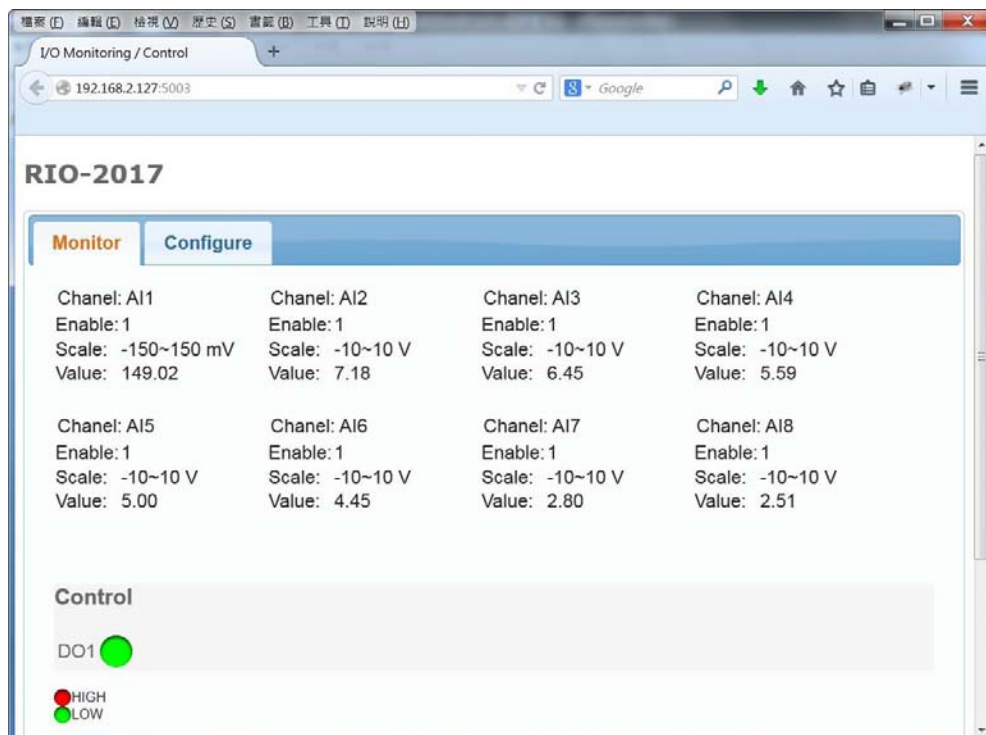 檔案(F) 編輯(E) 檢視(V) 歷史(S) 書籤(B) 工具(T) 說明(H)
I/O Monitoring / Control +
192.168.2.127:5003 8 Google
RIO-2017
Monitor Configure
Chanel: AI1 Chanel: AI2 Chanel: AI3 Chanel: AI4
Enable: 1 Enable: 1 Enable: 1 Enable: 1
Scale: -150~150 mV Scale: -10~10 V Scale: -10~10 V Scale: -10~10 V
Value: 149.02 Value: 7.18 Value: 6.45 Value: 5.59
Chanel: AI5 Chanel: AI6 Chanel: AI7 Chanel: AI8
Enable: 1 Enable: 1 Enable: 1 Enable: 1
Scale: -10~10 V Scale: -10~10 V Scale: -10~10 V Scale: -10~10 V
Value: 5.00 Value: 4.45 Value: 2.80 Value: 2.51
Control
DO1
HIGH
LOW